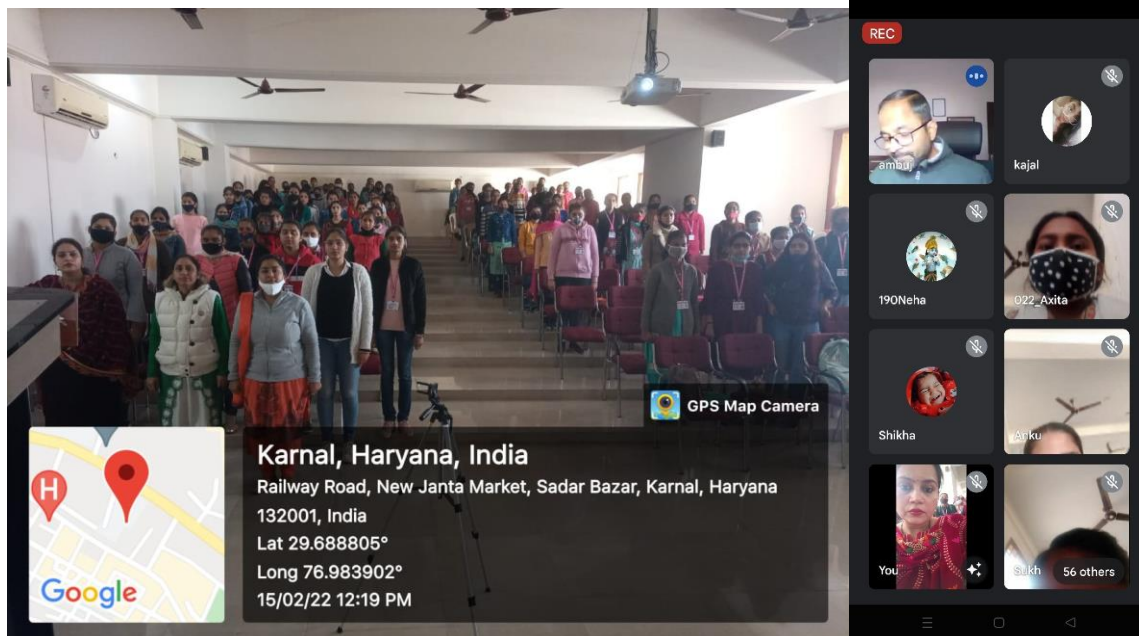 GPS Map Camera
H
Google
Karnal, Haryana, India
Railway Road, New Janta Market, Sadar Bazar, Karnal, Haryana
132001, India
Lat 29.688805°
Long 76.983902°
15/02/22 12:19 PM
REC
ambuj
kajal
190Neha
022_Axita
Shikha
Anku
You
Sukh
56 others